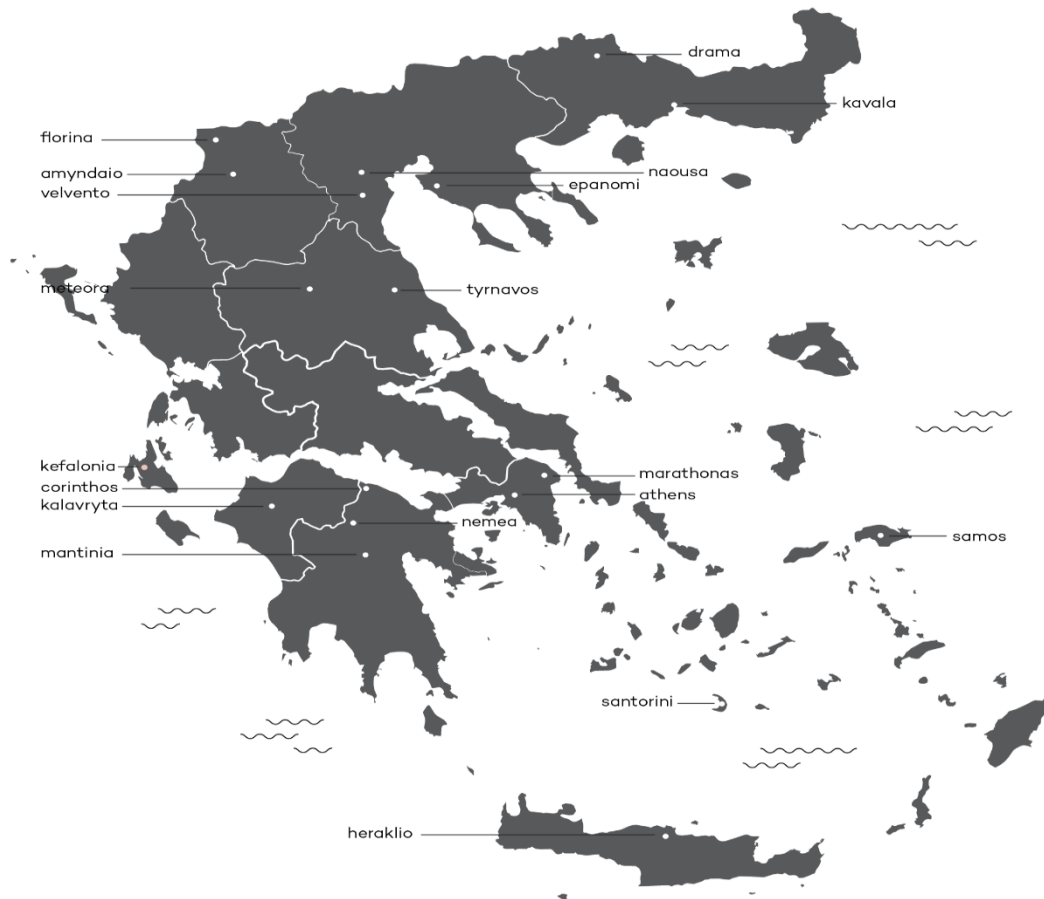 drama
kavala
florina
amyndaio
naousa
velvento
epanomi
meteora
tyrnavos
kefalonia
corinthos
marathonas
kalavryta
athens
nemea
mantinia
samos
santorini
heraklio